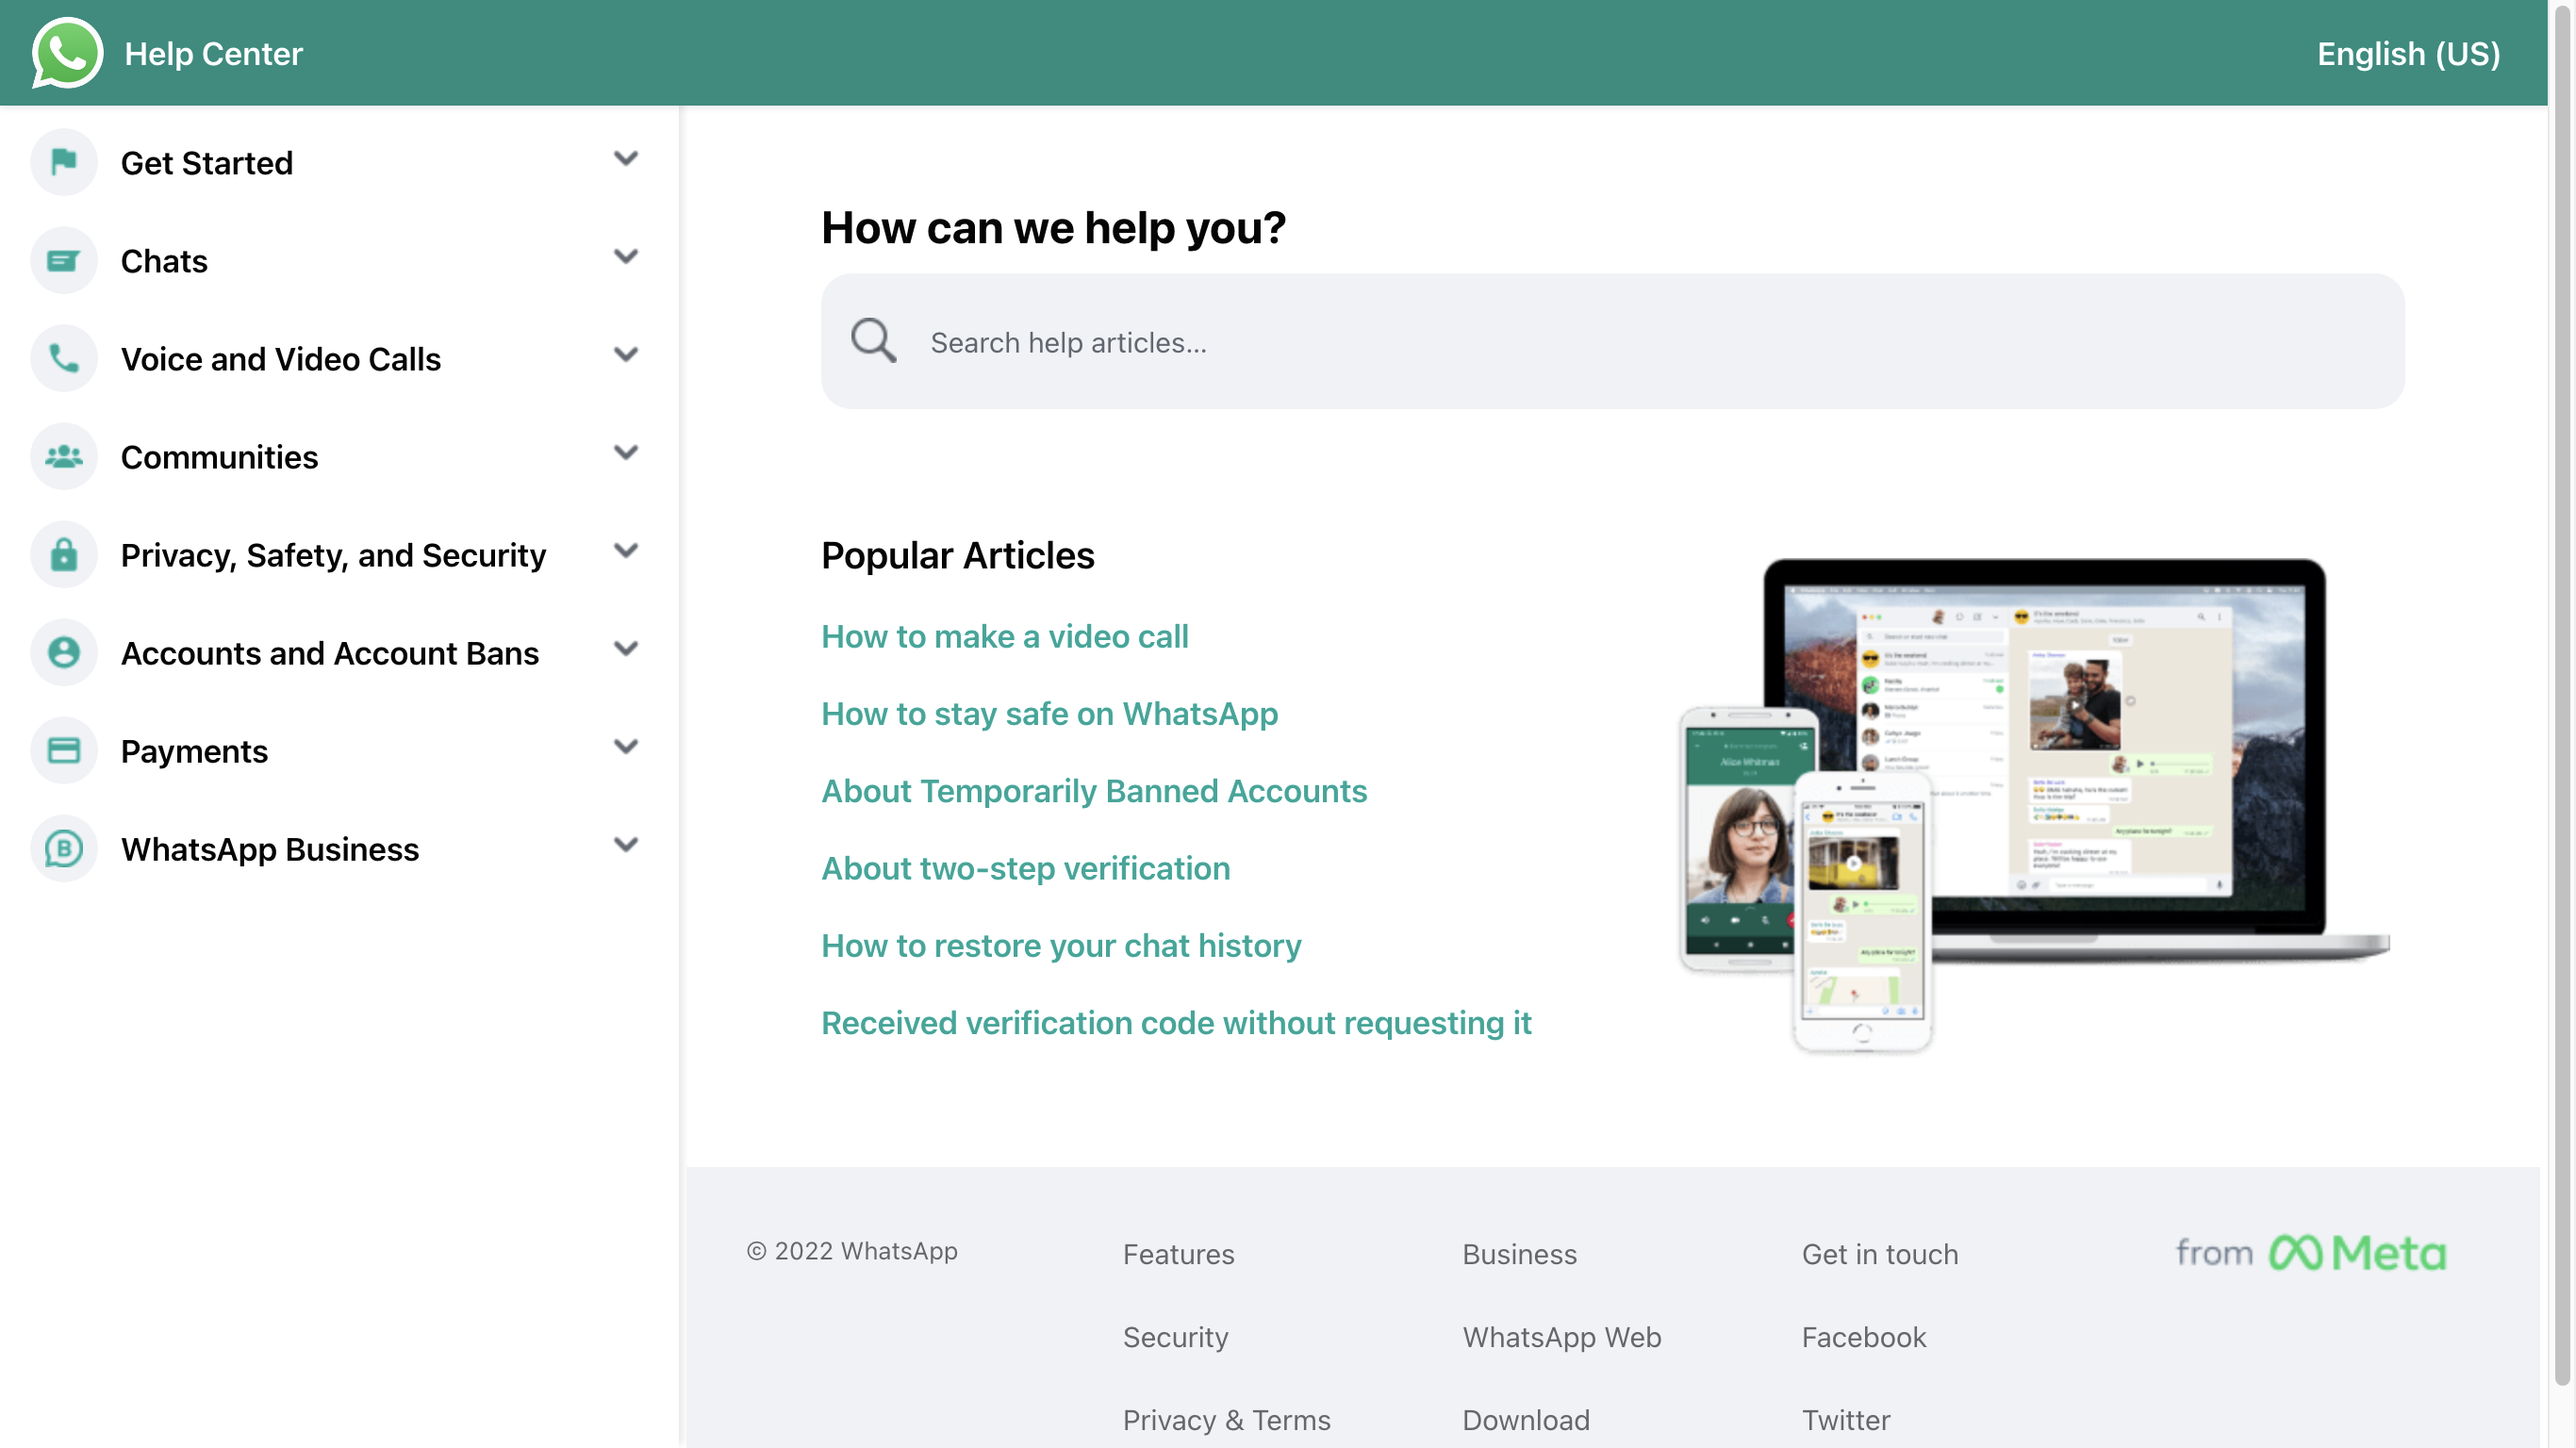 Help Center
English (US)
Get Started
Chats
Voice and Video Calls
Communities
Privacy, Safety, and Security
Accounts and Account Bans
Payments
WhatsApp Business
How can we help you?
Search help articles...
Popular Articles
How to make a video call
How to stay safe on WhatsApp
About Temporarily Banned Accounts
About two-step verification
How to restore your chat history
Received verification code without requesting it
Alice Whitman
© 2022 WhatsApp
Features
Business
Get in touch
from Meta
Security
WhatsApp Web
Facebook
Privacy & Terms
Download
Twitter